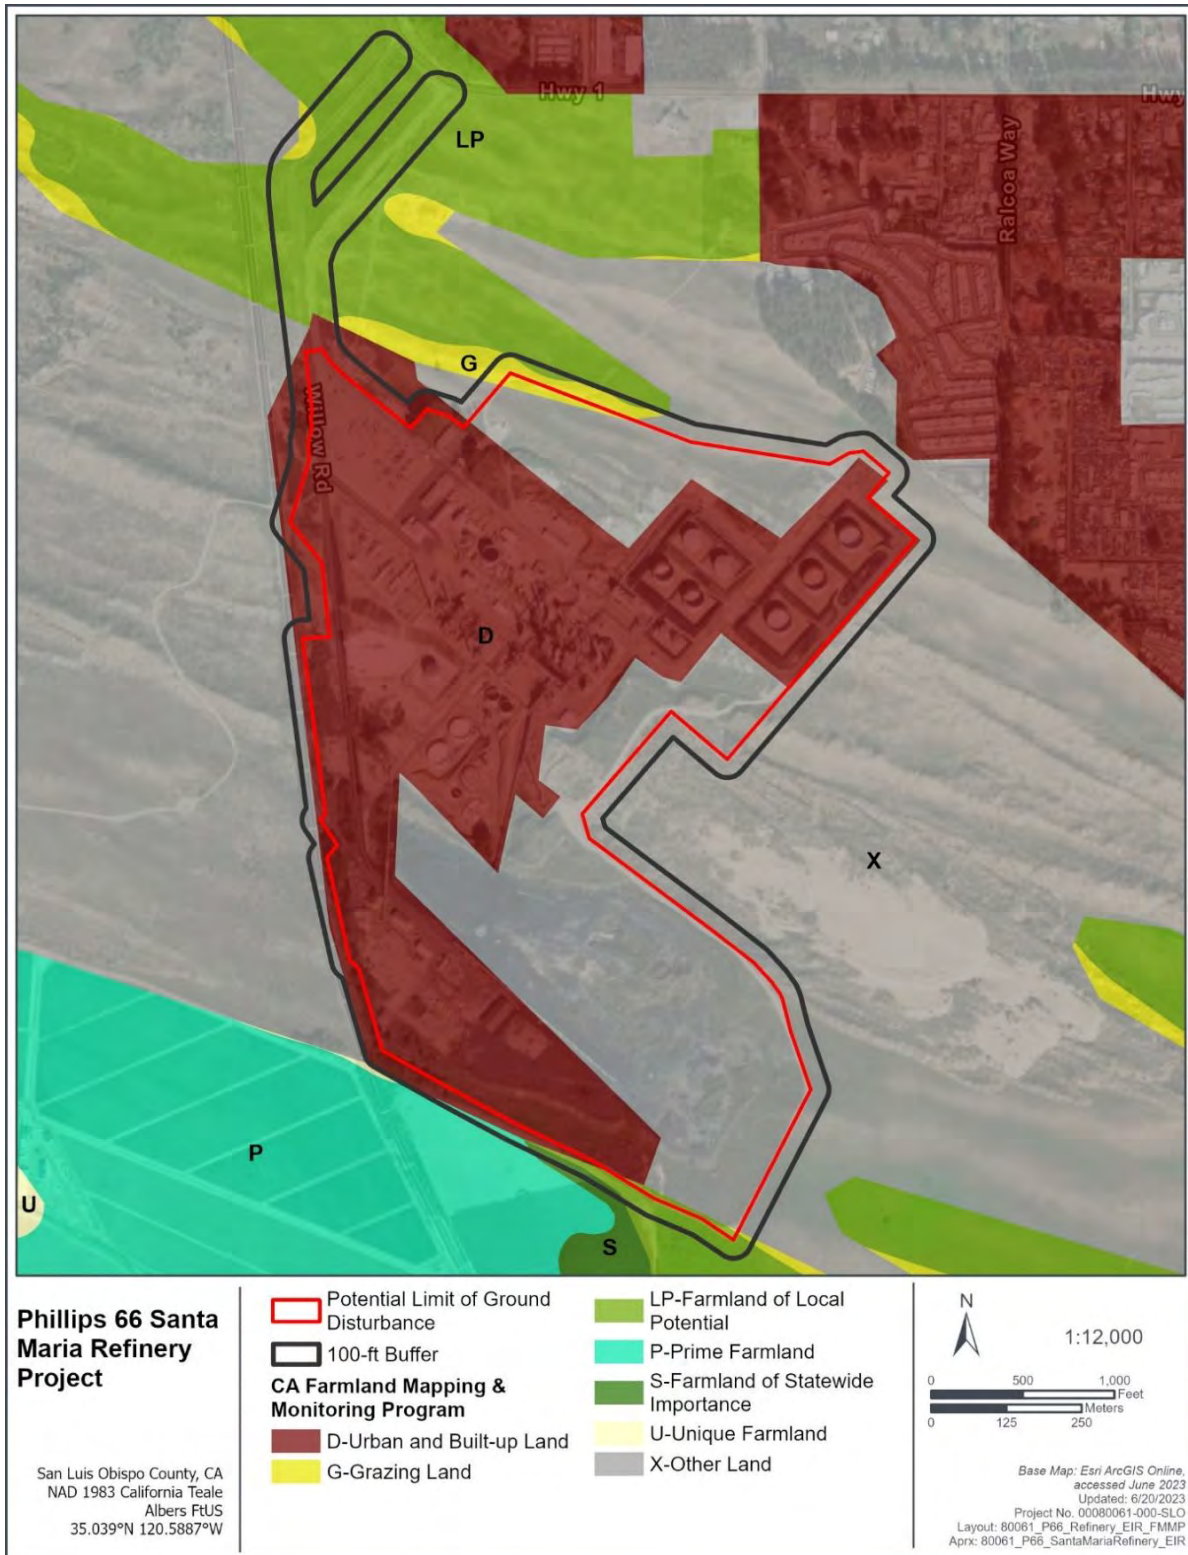 Hwy 1
Hwy
LP
Ralcoa Way
G
Willow Rd
D
X
P
U
S
Phillips 66 Santa
Maria Refinery
Project
San Luis Obispo County, CA
NAD 1983 California Teale
Albers FtUS
35.039°N 120.5887°W
Potential Limit of Ground
Disturbance
100-ft Buffer
CA Farmland Mapping &
Monitoring Program
D-Urban and Built-up Land
G-Grazing Land
LP-Farmland of Local
Potential
P-Prime Farmland
S-Farmland of Statewide
Importance
U-Unique Farmland
X-Other Land
N
1:12,000
0 500 1,000
Feet
Meters
0 125 250
Base Map: Esri ArcGIS Online,
accessed June 2023
Updated: 6/20/2023
Project No. 00080061-000-SLO
Layout: 80061_P66_Refinery_EIR_FMMP
Aprx: 80061_P66_SantaMariaRefinery_EIR